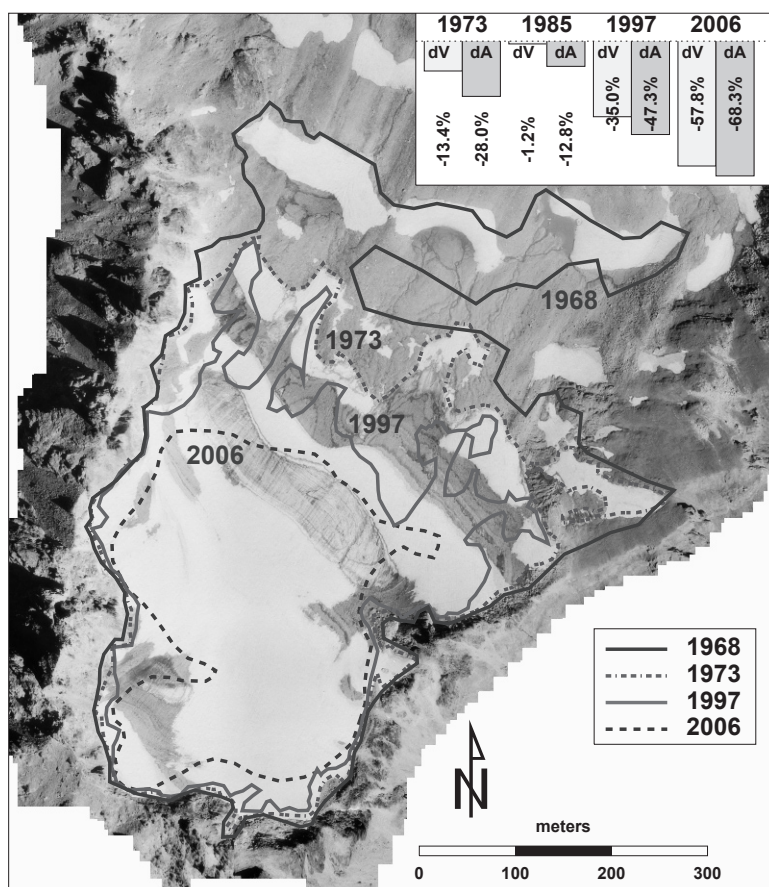 1973 1985 1997 2006
dV dA dV dA dV dA dV dA
-13.4% -28.0% -1.2% -12.8% -35.0% -47.3% -57.8% -68.3%
1968
1973
1997
2006
1968
1973
1997
2006
N
meters
0 100 200 300